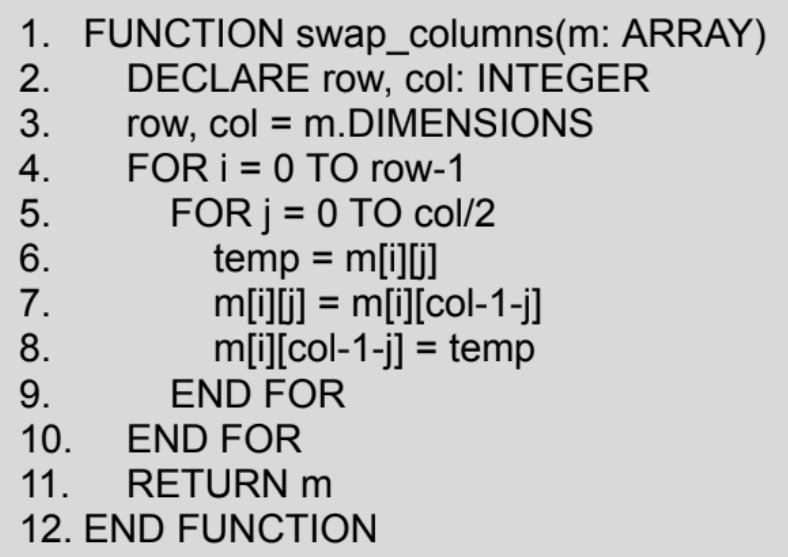 1. FUNCTION swap_columns(m: ARRAY)
2. DECLARE row, col: INTEGER
3. row, col = m.DIMENSIONS
4. FOR i = 0 TO row-1
5. FOR j = 0 TO col/2
6. temp = m[i][j]
7. m[i][j] = m[i][col-1-j]
8. m[i][col-1-j] = temp
9. END FOR
10. END FOR
11. RETURN m
12. END FUNCTION